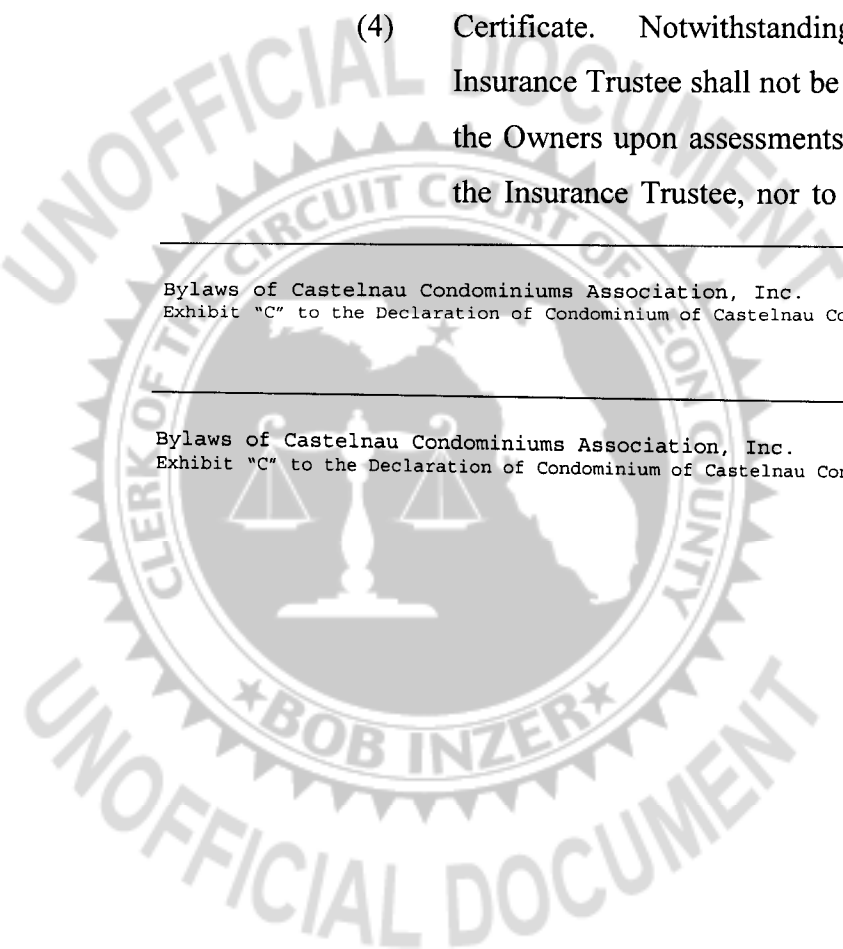 (4) Certificate. Notwithstanding
Insurance Trustee shall not be
the Owners upon assessments
the Insurance Trustee, nor to
Bylaws of Castelnau Condominiums Association, Inc.
Exhibit "C" to the Declaration of Condominium of Castelnau Co
Bylaws of Castelnau Condominiums Association, Inc.
Exhibit "C" to the Declaration of Condominium of Castelnau Con
UNOFFICIAL DOCUMENT
CLERK OF THE CIRCUIT COURT OF LEON COUNTY
BOB INZER
UNOFFICIAL DOCUMENT